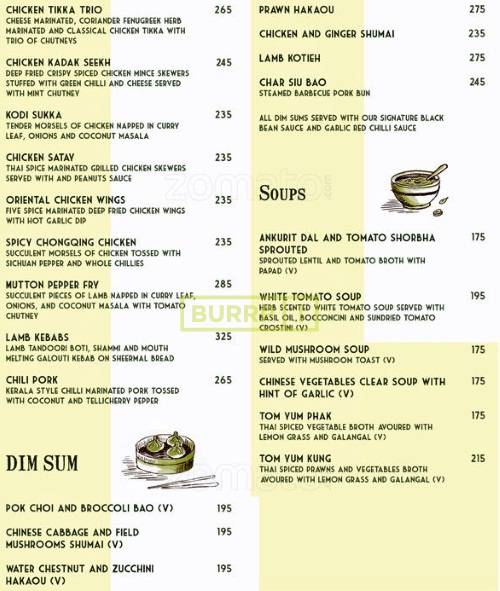 CHICKEN TIKKA TRIO 265
CHEESE MARINATED, CORIANDER FENUGREEK HERB
MARINATED AND CLASSICAL CHICKEN TIKKA WITH
TRIO OF CHUTNEYS
CHICKEN KADAK SEEKH 245
DEEP FRIED CRISPY SPICED CHICKEN MINCE SKEWERS
STUFFED WITH GREEN CHILLI AND CHEESE SERVED
WITH MINT CHUTNEY
KODI SUKKA 235
TENDER MORSELS OF CHICKEN NAPPED IN CURRY
LEAF, ONIONS AND COCONUT MASALA
CHICKEN SATAY 235
THAI SPICE MARINATED GRILLED CHICKEN SKEWERS
SERVED WITH AND PEANUTS SAUCE
ORIENTAL CHICKEN WINGS 235
FIVE SPICE MARINATED DEEP FRIED CHICKEN WINGS
WITH HOT GARLIC DIP
SPICY CHONGQING CHICKEN 235
SUCCULENT MORSELS OF CHICKEN TOSSED WITH
SICHUAN PEPPER AND WHOLE CHILLIES
MUTTON PEPPER FRY 285
SUCCULENT PIECES OF LAMB NAPPED IN CURRY LEAF,
ONIONS, AND COCONUT MASALA WITH TOMATO
CHUTNEY
LAMB KEBABS 325
LAMB TANDOORI BOTI, SHAMMI AND MOUTH
MELTING GALOUTI KEBAB ON SHEERMAL BREAD
CHILI PORK 265
KERALA STYLE CHILLI MARINATED PORK TOSSED
WITH COCONUT AND TELLICHERRY PEPPER
DIM SUM
POK CHOI AND BROCCOLI BAO (V) 195
CHINESE CABBAGE AND FIELD 195
MUSHROOMS SHUMAI (V)
WATER CHESTNUT AND ZUCCHINI 195
HAKAOU (V)
PRAWN HAKAOU 275
CHICKEN AND GINGER SHUMAI 235
LAMB KOTIEH 275
CHAR SIU BAO 245
STEAMED BARBECUE PORK BUN
ALL DIM SUMS SERVED WITH OUR SIGNATURE BLACK
BEAN SAUCE AND GARLIC RED CHILLI SAUCE
zomato.com
SOUPS
ANKURIT DAL AND TOMATO SHORBHA 175
SPROUTED
SPROUTED LENTIL AND TOMATO BROTH WITH
PAPAD (V)
WHITE TOMATO SOUP 195
HERB SCENTED WHITE TOMATO SOUP SERVED WITH
BASIL OIL, BOCCONCINI AND SUNDRIED TOMATO
CROSTINI (V)
WILD MUSHROOM SOUP 175
SERVED WITH MUSHROOM TOAST (V)
CHINESE VEGETABLES CLEAR SOUP WITH 175
HINT OF GARLIC (V)
TOM YUM PHAK 175
THAI SPICED VEGETABLE BROTH AVOURED WITH
LEMON GRASS AND GALANGAL (V)
TOM YUM KUNG 215
THAI SPICED PRAWNS AND VEGETABLES BROTH
AVOURED WITH LEMON GRASS AND GALANGAL (V)